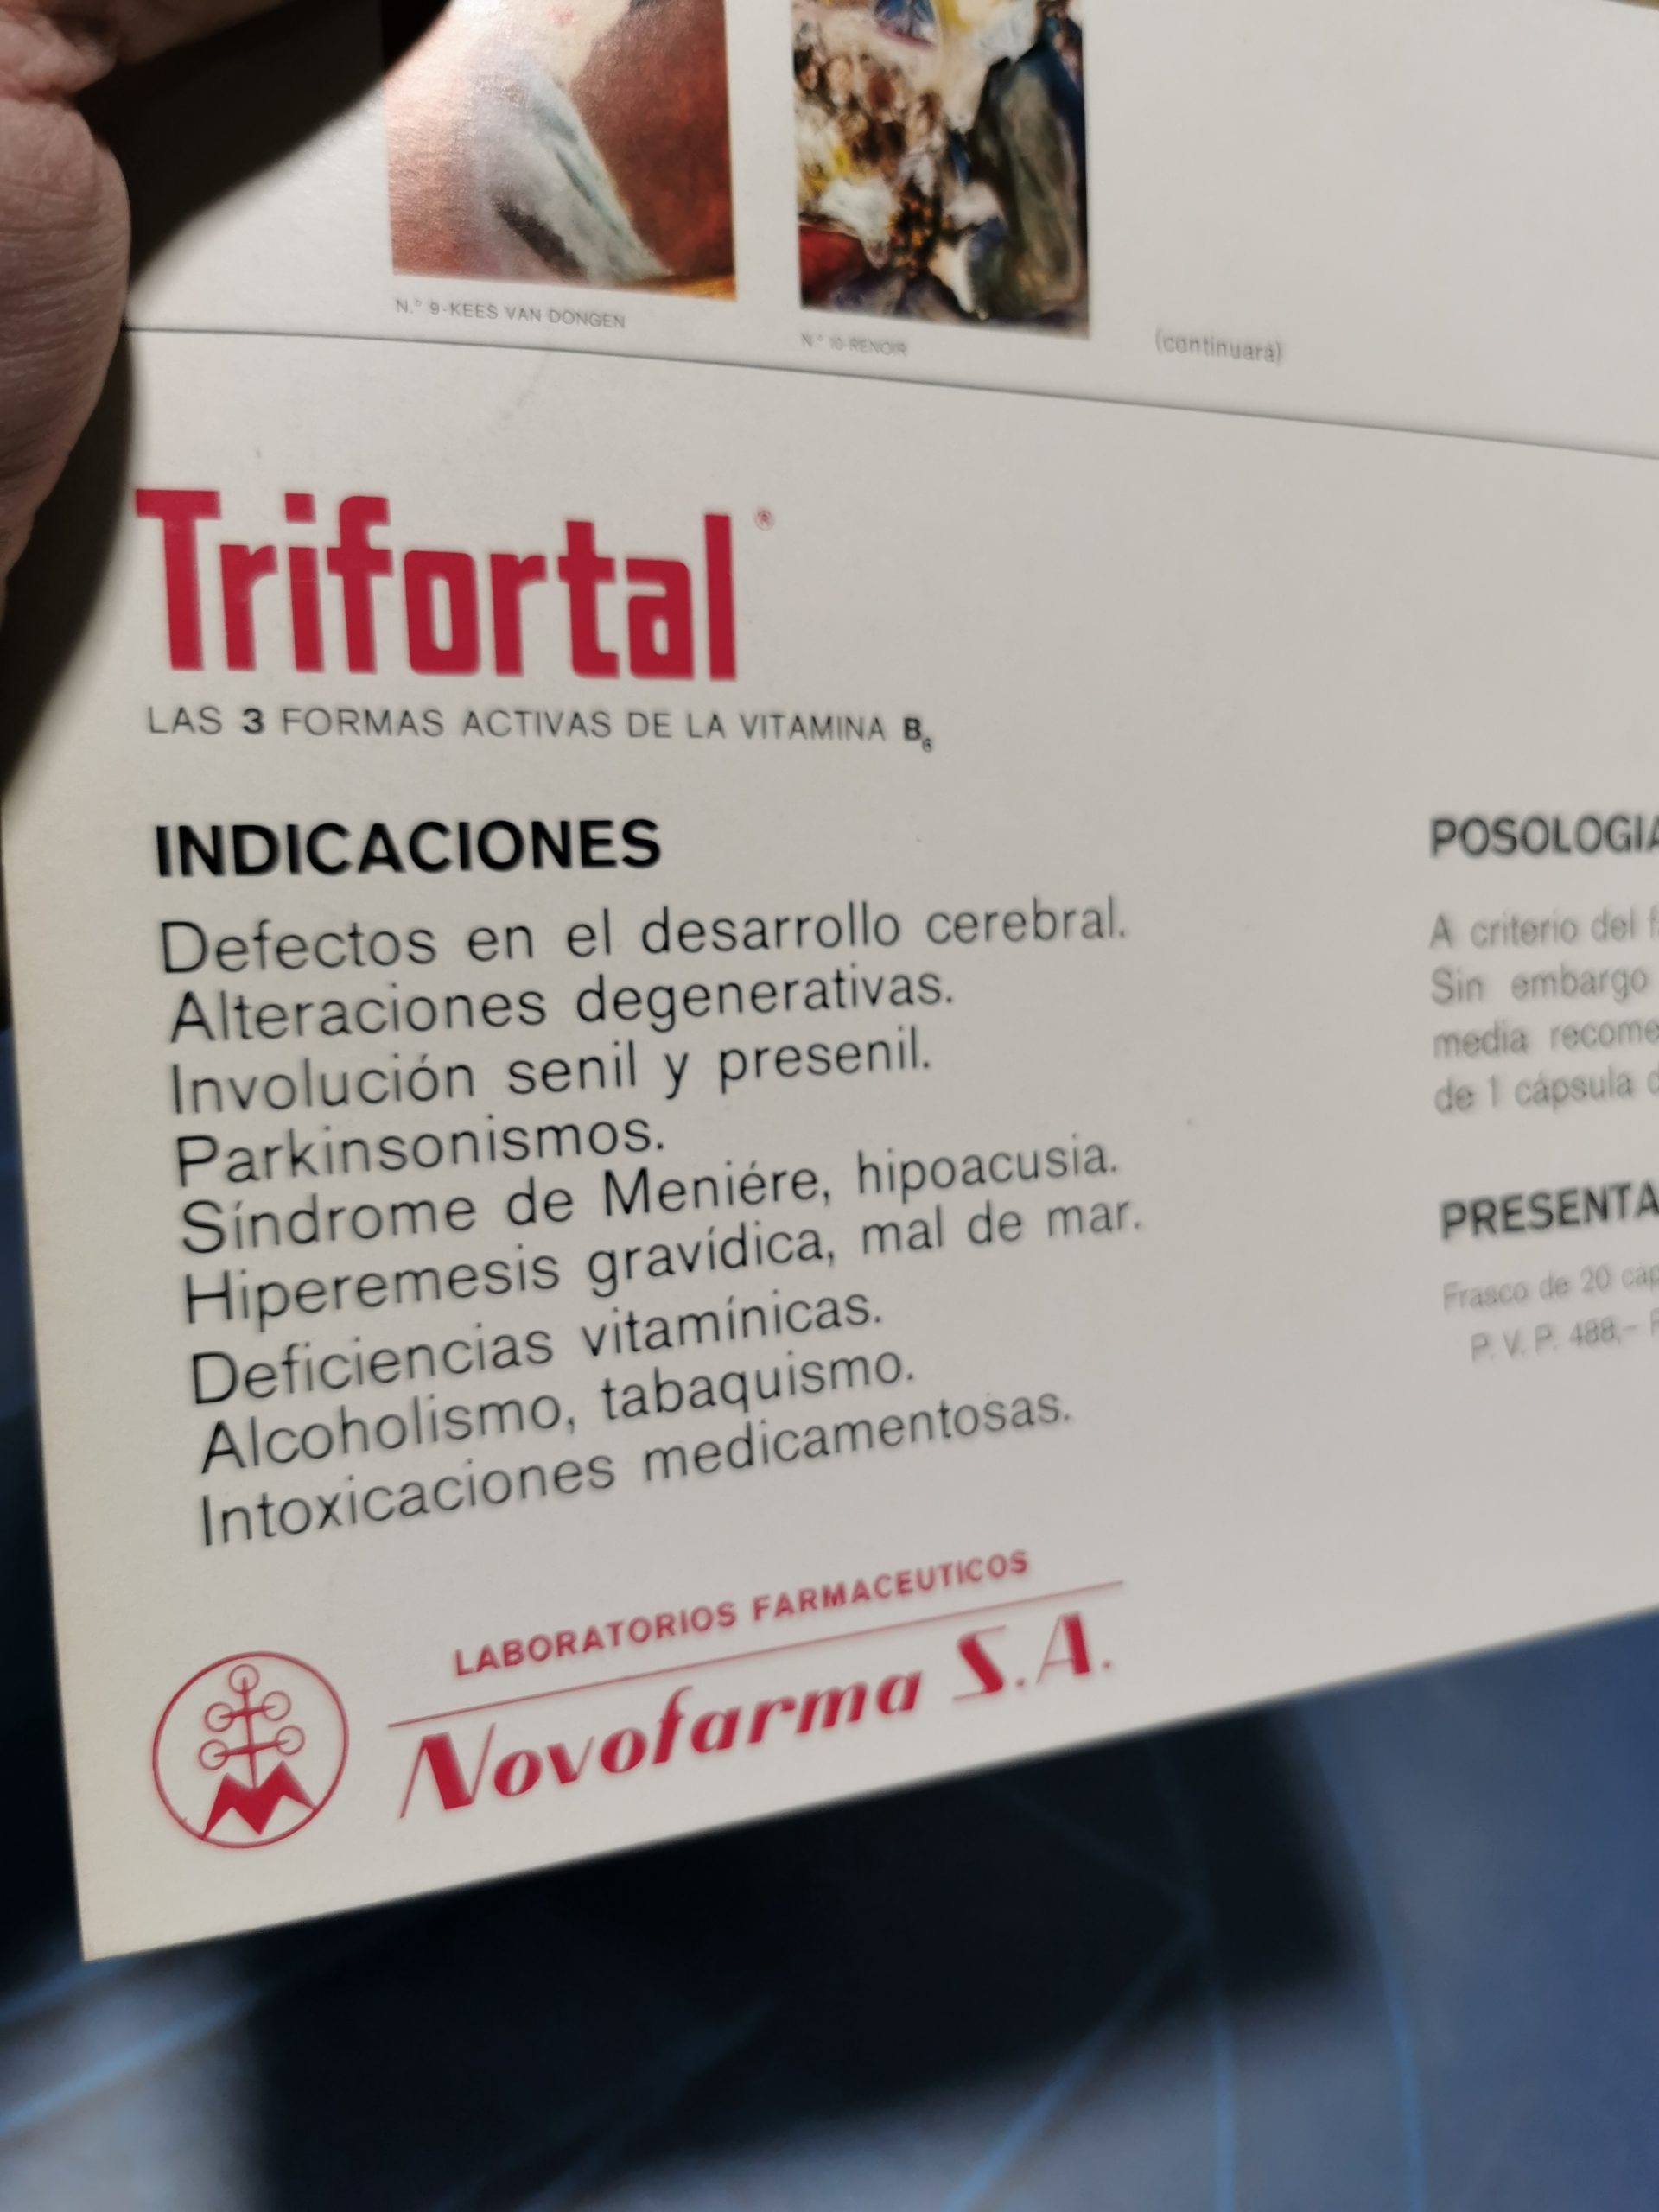 N.º 9-KEES VAN DONGEN
N.º 10-RENOIR
(continuará)
Trifortal®
LAS 3 FORMAS ACTIVAS DE LA VITAMINA B6
INDICACIONES
Defectos en el desarrollo cerebral.
Alteraciones degenerativas.
Involución senil y presenil.
Parkinsonismos.
Síndrome de Meniére, hipoacusia.
Hiperemesis gravídica, mal de mar.
Deficiencias vitamínicas.
Alcoholismo, tabaquismo.
Intoxicaciones medicamentosas.
POSOLOGIA
A criterio del
Sin embargo
media
de 1 cápsula
Frasco de 20
P. V. P. 488,-
LABORATORIOS FARMACEUTICOS
Novofarma S.A.